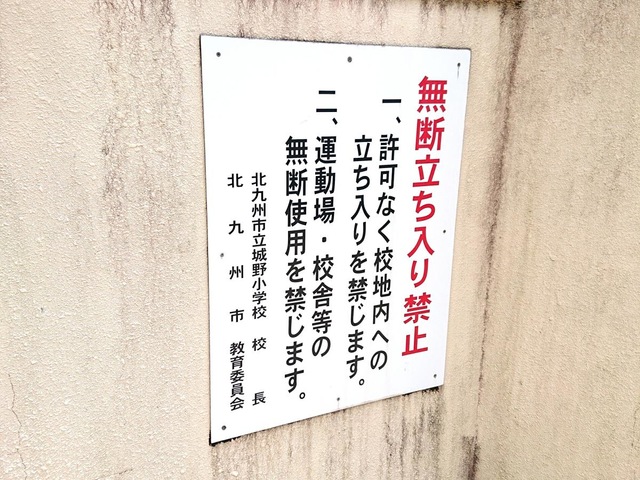 無断立ち入り禁止
一、許可なく校地内への
立ち入りを禁じます。
二、運動場・校舎等の
無断使用を禁じます。
北九州市立城野小学校 校 長
北 九 州 市 教育委員会